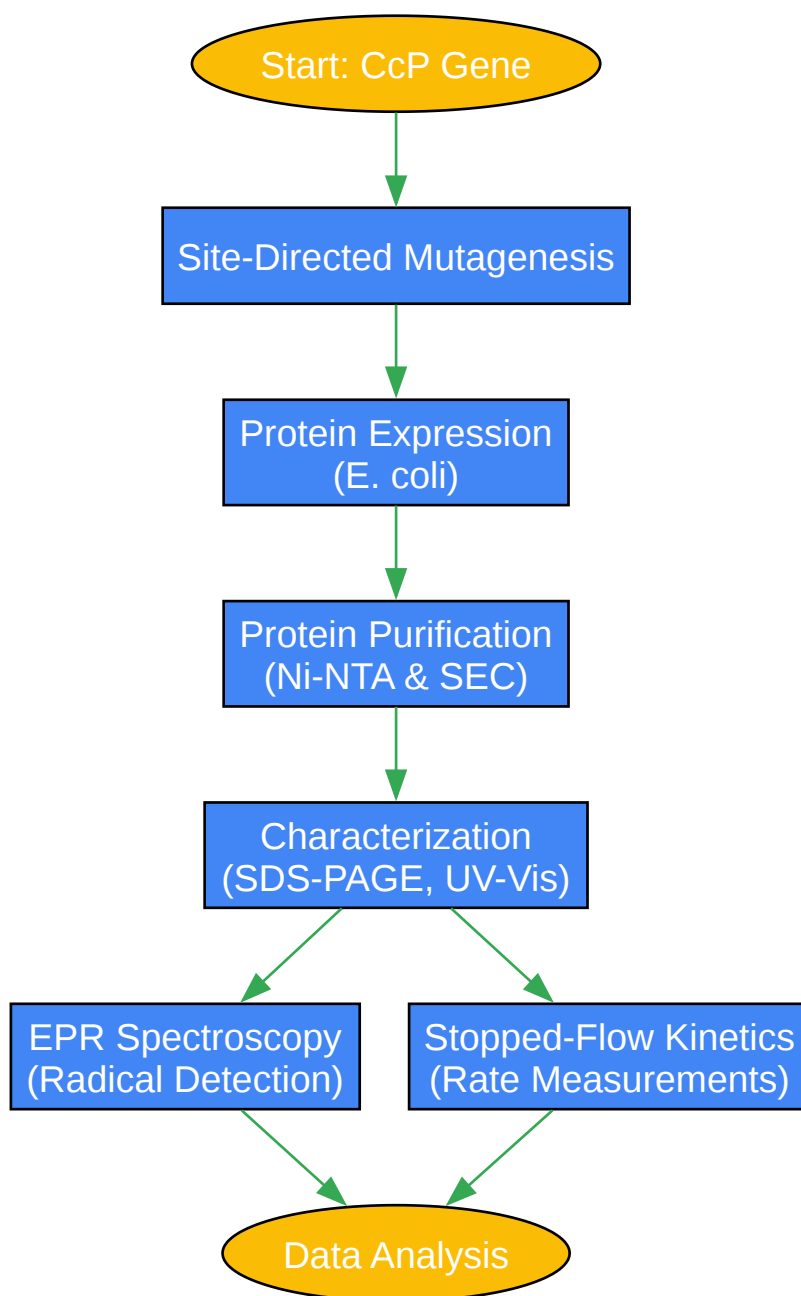 Start: CcP Gene
Site-Directed Mutagenesis
Protein Expression
(E. coli)
Protein Purification
(Ni-NTA & SEC)
Characterization
(SDS-PAGE, UV-Vis)
EPR Spectroscopy
(Radical Detection)
Stopped-Flow Kinetics
(Rate Measurements)
Data Analysis